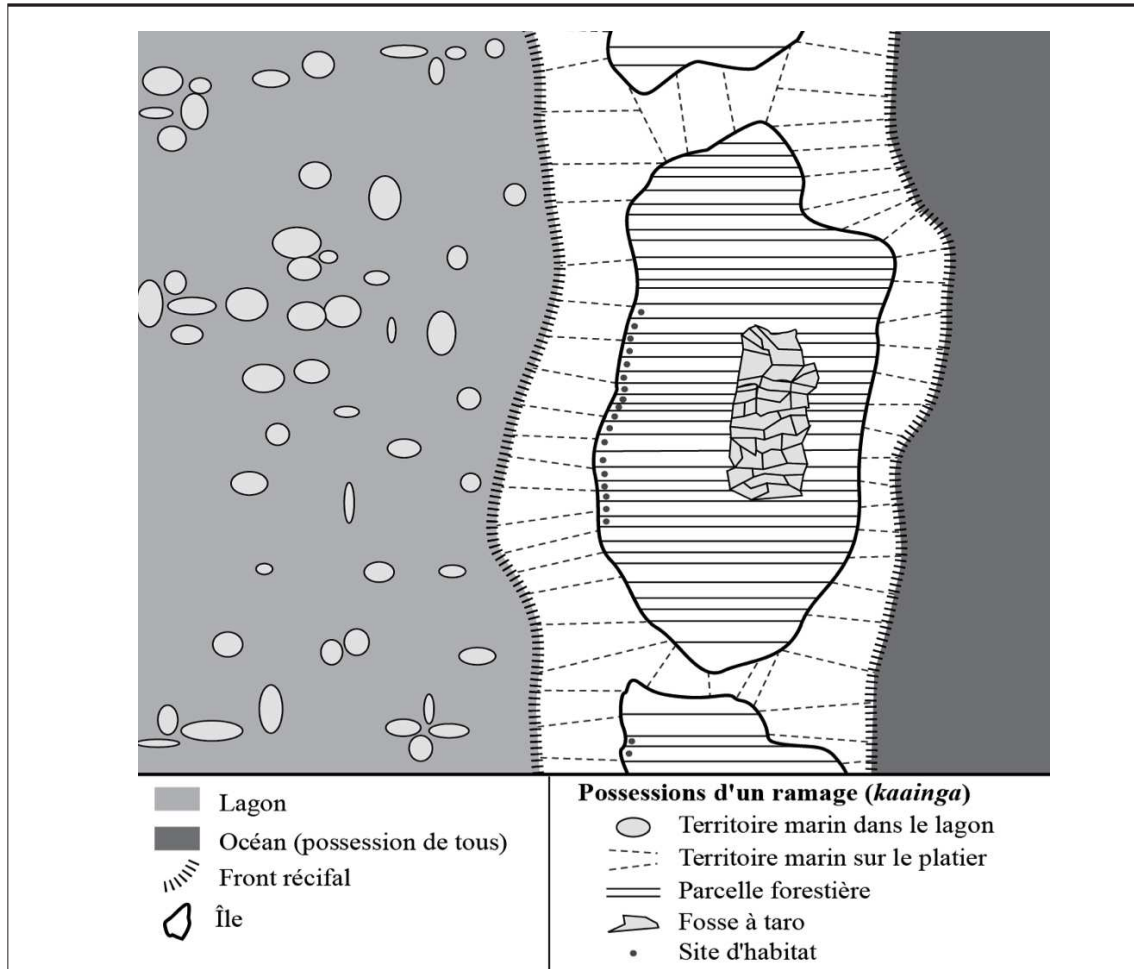 Lagon
Océan (possession de tous)
Front récifal
Île
Possessions d'un ramage (kaainga)
Territoire marin dans le lagon
Territoire marin sur le platier
Parcelle forestière
Fosse à taro
Site d'habitat